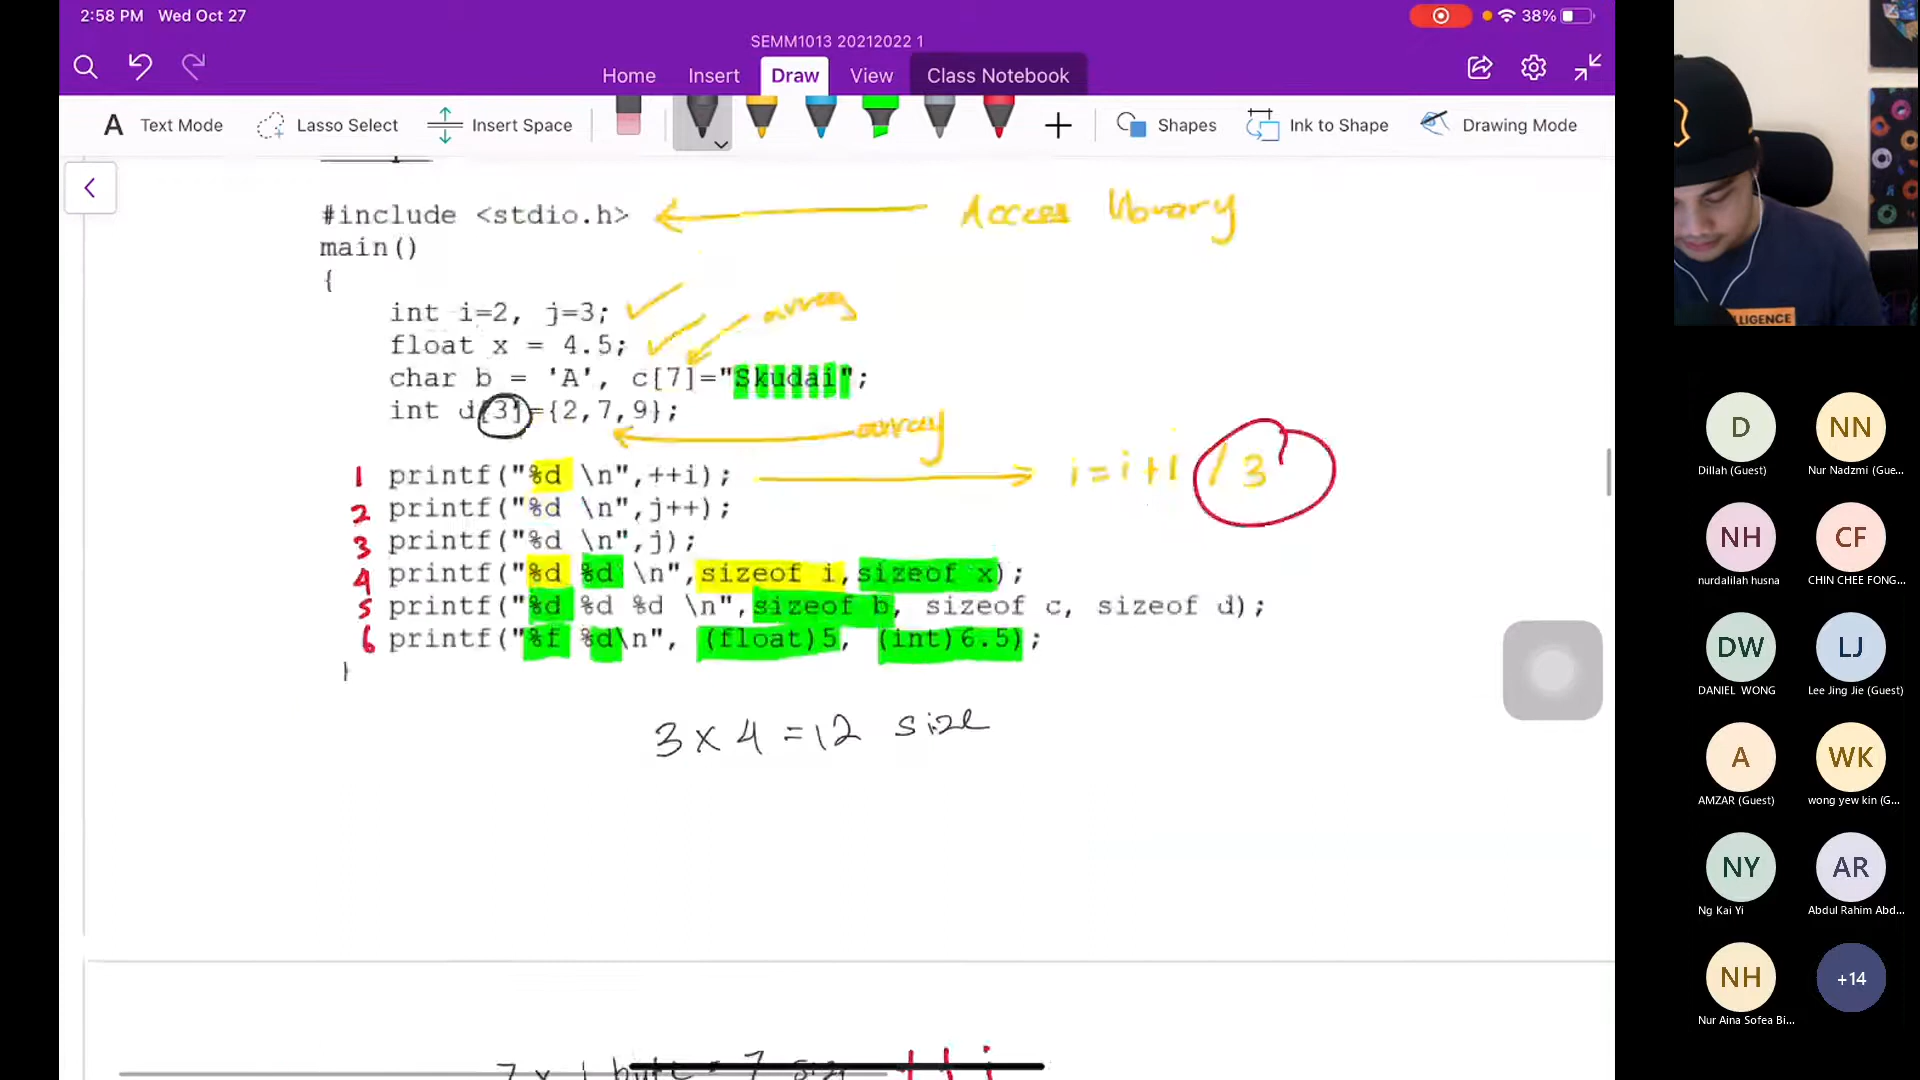 2:58 PM Wed Oct 27
38%
SEMM1013 20212022 1
Home Insert Draw View Class Notebook
A Text Mode Lasso Select Insert Space Shapes Ink to Shape Drawing Mode
#include <stdio.h> Access library
main()
{
int i=2, j=3;
array
float x = 4.5;
char b = 'A', c[7]="Skudai";
int d[3]={2,7,9};
array
1 printf("%d \n",++i); i=i+1 / 3
2 printf("%d \n",j++);
3 printf("%d \n",j);
4 printf("%d %d \n",sizeof i,sizeof x);
5 printf("%d %d %d \n",sizeof b, sizeof c, sizeof d);
6 printf("%f %d\n", (float)5, (int)6.5);
}
3 x 4 = 12 size
7 x 1 byte = 7
LLIGENCE
D
Dillah (Guest)
NN
Nur Nadzmi (Gue...
NH
nurdalilah husna
CF
CHIN CHEE FONG...
DW
DANIEL WONG
LJ
Lee Jing Jie (Guest)
A
AMZAR (Guest)
WK
wong yew kin (G...
NY
Ng Kai Yi
AR
Abdul Rahim Abd...
NH
Nur Aina Sofea Bi...
+14